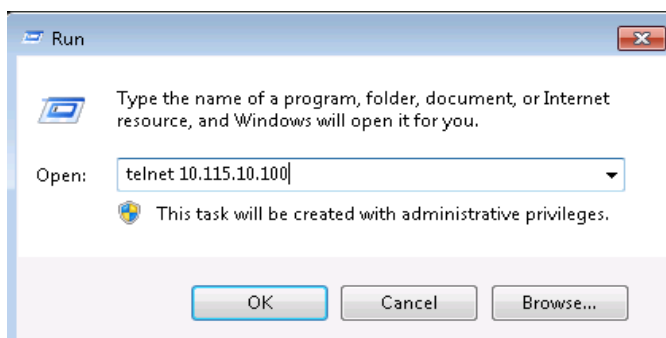 Run
Type the name of a program, folder, document, or Internet
resource, and Windows will open it for you.
Open: telnet 10.115.10.100
This task will be created with administrative privileges.
OK Cancel Browse...